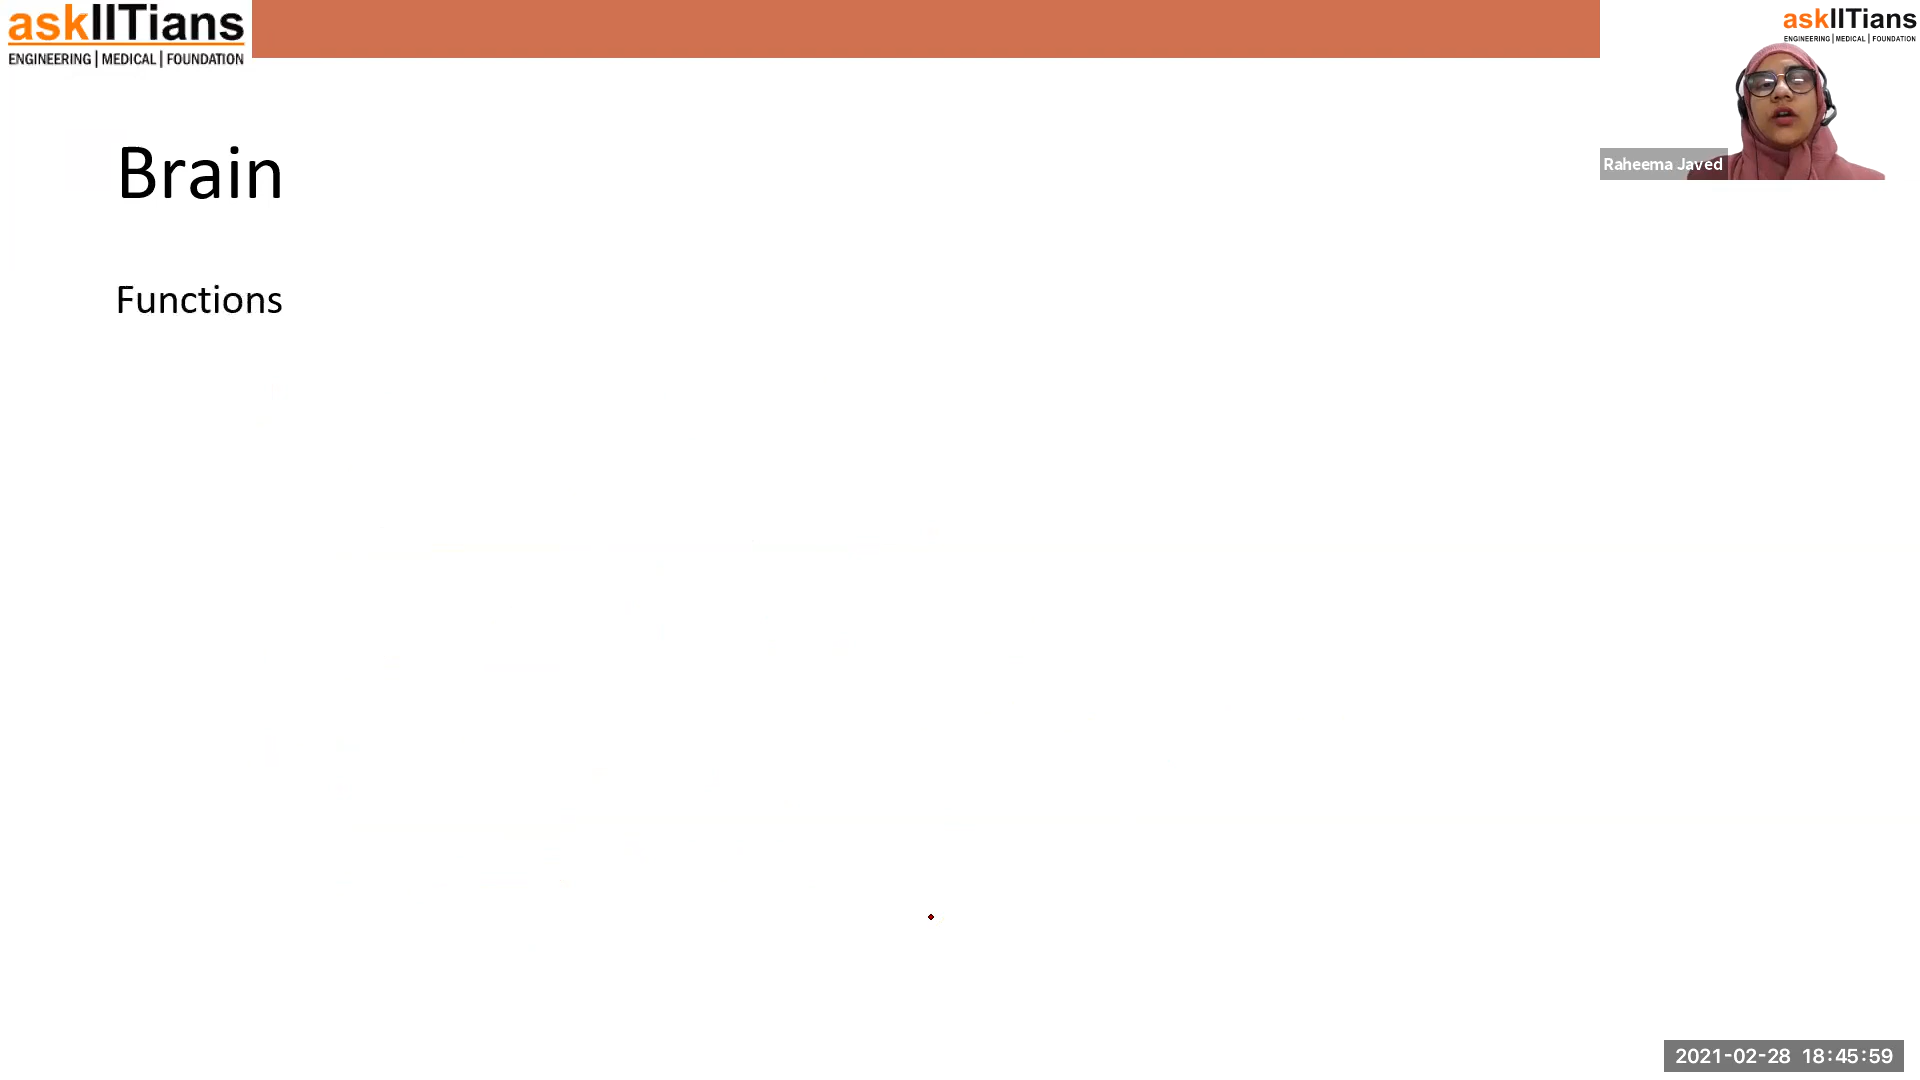 askIITians
ENGINEERING | MEDICAL | FOUNDATION
askIITians
ENGINEERING | MEDICAL | FOUNDATION
Raheema Javed
Brain
Functions
2021-02-28 18:45:59